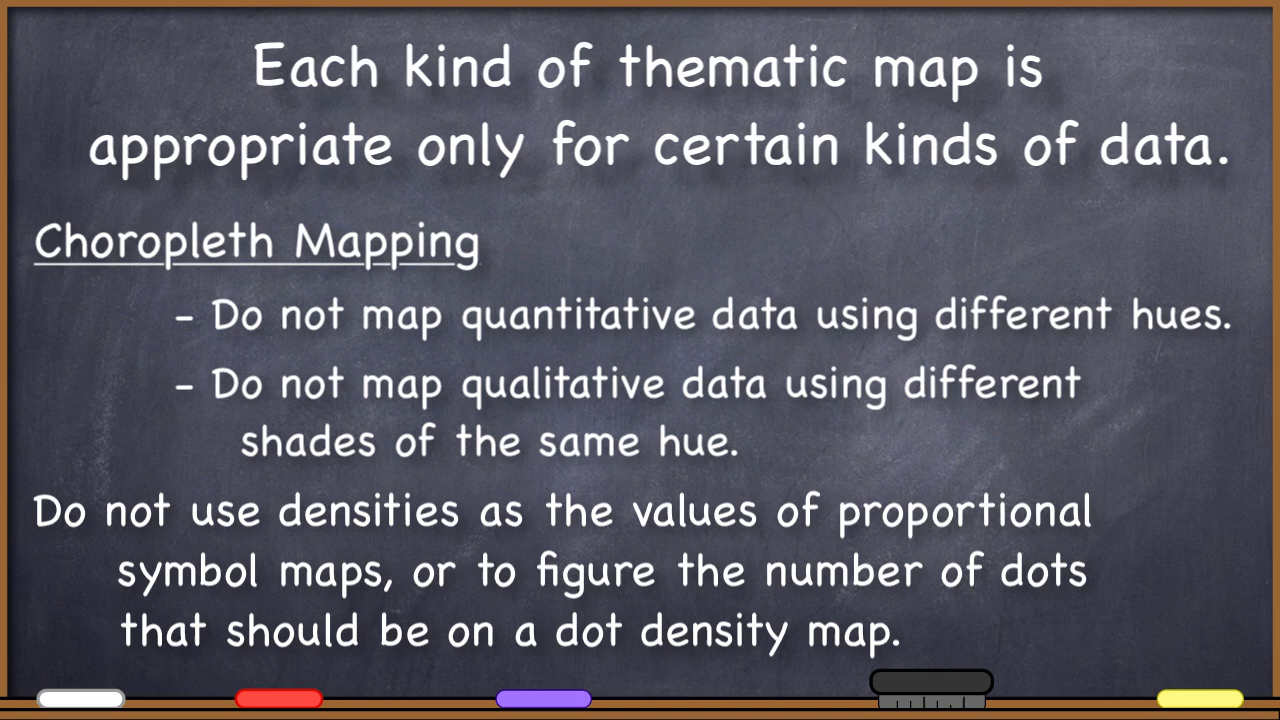 Each kind of thematic map is
appropriate only for certain kinds of data.
Choropleth Mapping
- Do not map quantitative data using different hues.
- Do not map qualitative data using different
shades of the same hue.
Do not use densities as the values of proportional
symbol maps, or to figure the number of dots
that should be on a dot density map.